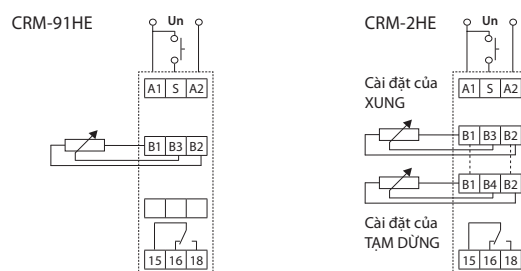 CRM-91HE
Un
A1 S A2
B1 B3 B2
15 16 18
CRM-2HE
Un
Cài đặt của
XUNG
A1 S A2
B1 B3 B2
B1 B4 B2
Cài đặt của
TẠM DỪNG
15 16 18